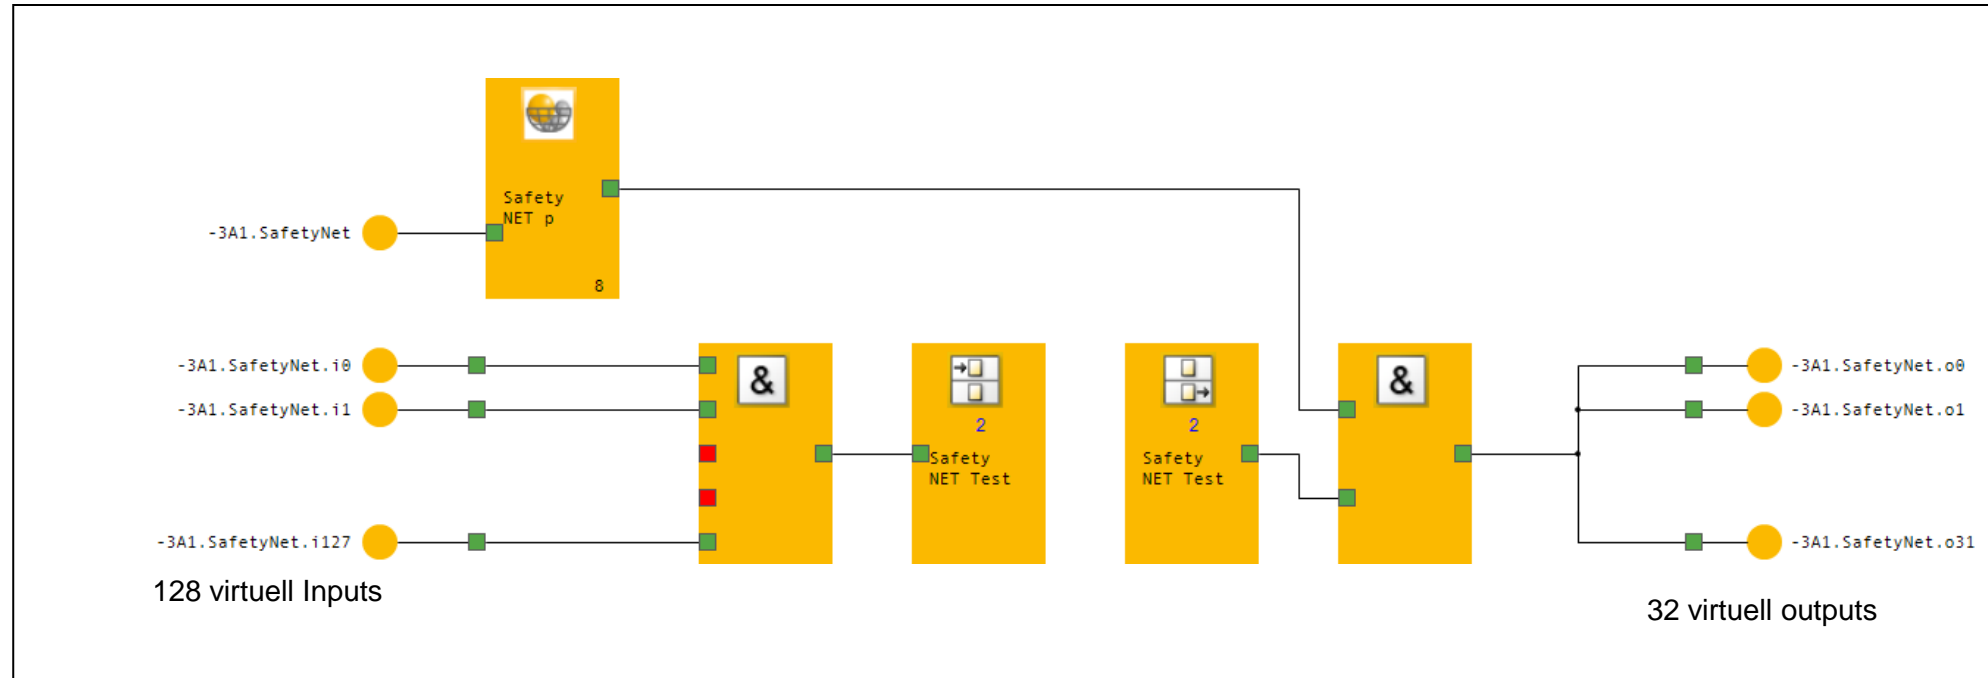 Safety
NET p
-3A1.SafetyNet
8
-3A1.SafetyNet.i0
-3A1.SafetyNet.i1
-3A1.SafetyNet.i127
128 virtuell Inputs
&
2
Safety
NET Test
2
Safety
NET Test
&
-3A1.SafetyNet.o0
-3A1.SafetyNet.o1
-3A1.SafetyNet.o31
32 virtuell outputs